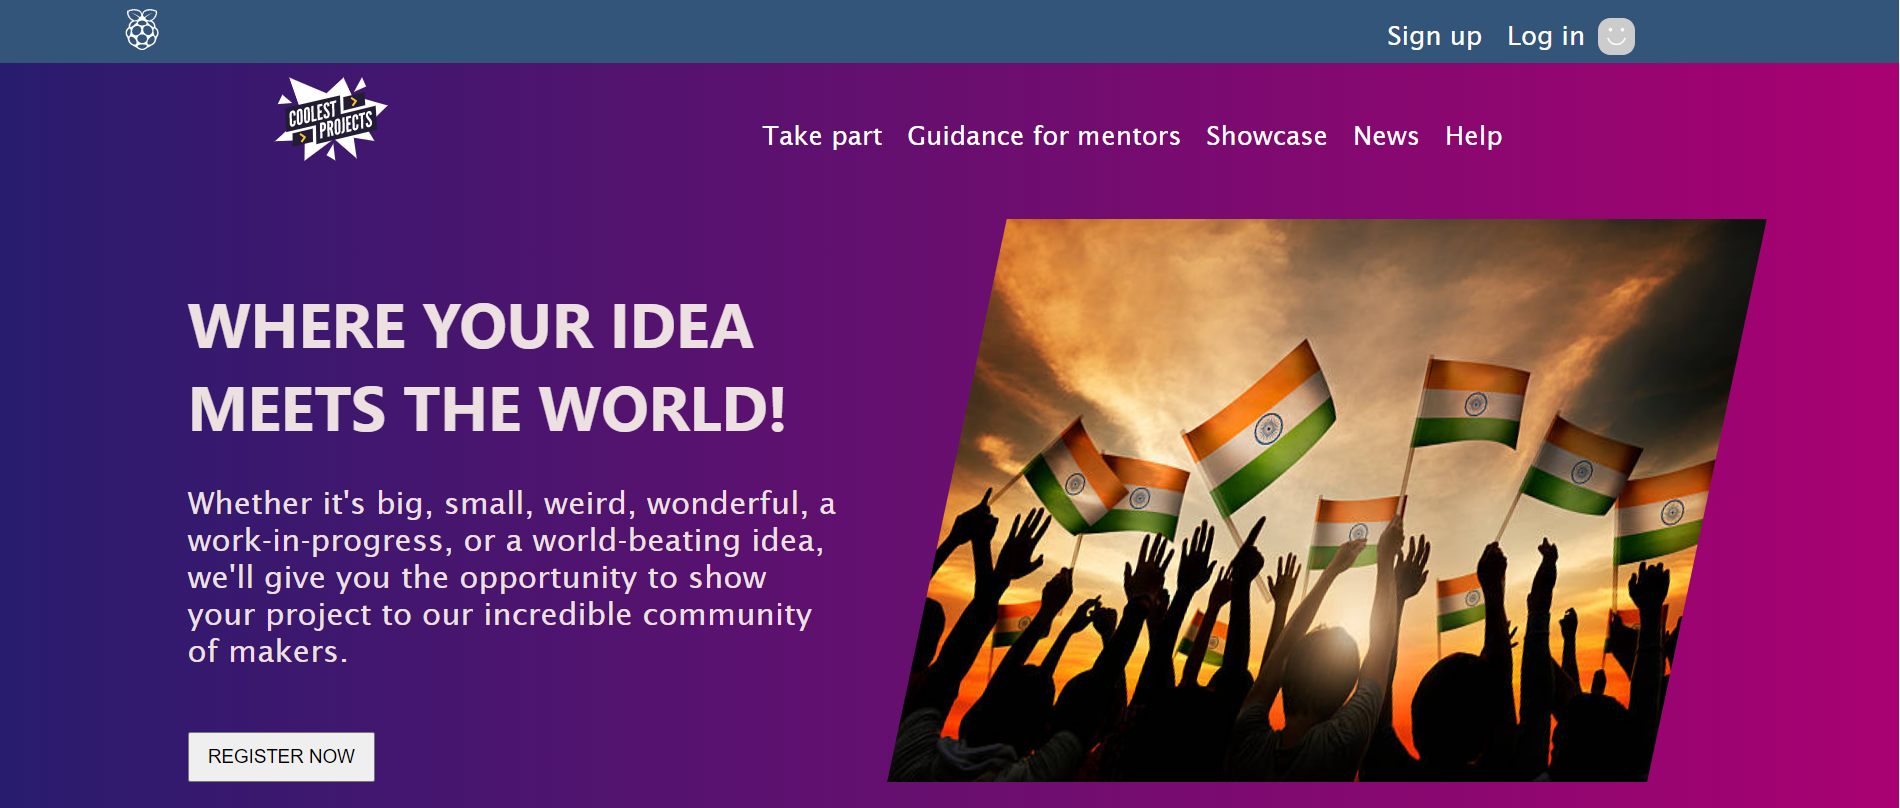 Sign up Log in
COOLEST
PROJECTS
Take part Guidance for mentors Showcase News Help
WHERE YOUR IDEA
MEETS THE WORLD!
Whether it's big, small, weird, wonderful, a
work-in-progress, or a world-beating idea,
we'll give you the opportunity to show
your project to our incredible community
of makers.
REGISTER NOW